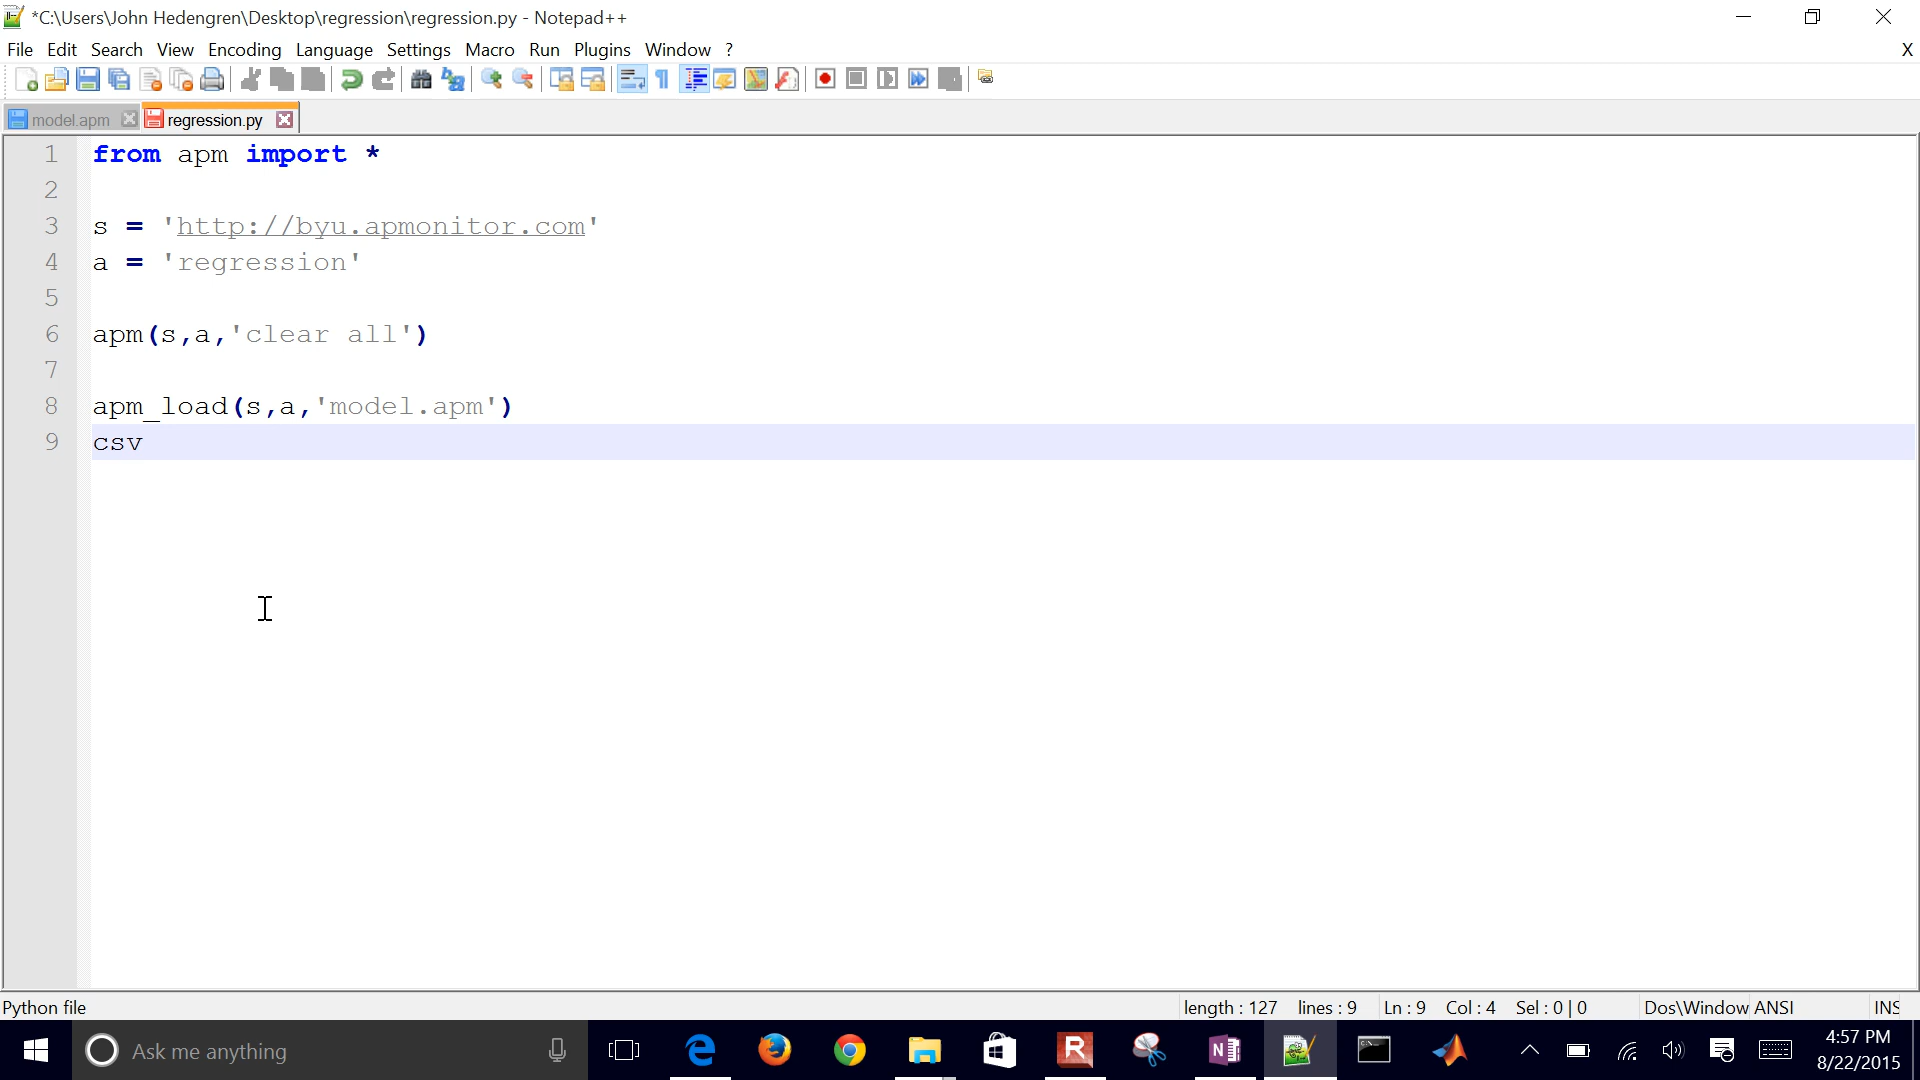 *C:\Users\John Hedengren\Desktop\regression\regression.py - Notepad++
File Edit Search View Encoding Language Settings Macro Run Plugins Window ? X
model.apm regression.py
1 from apm import *
2
3 s = 'http://byu.apmonitor.com'
4 a = 'regression'
5
6 apm(s,a,'clear all')
7
8 apm_load(s,a,'model.apm')
9 csv
Python file length : 127 lines : 9 Ln : 9 Col : 4 Sel : 0 | 0 Dos\Window ANSI INS
Ask me anything
4:57 PM
8/22/2015